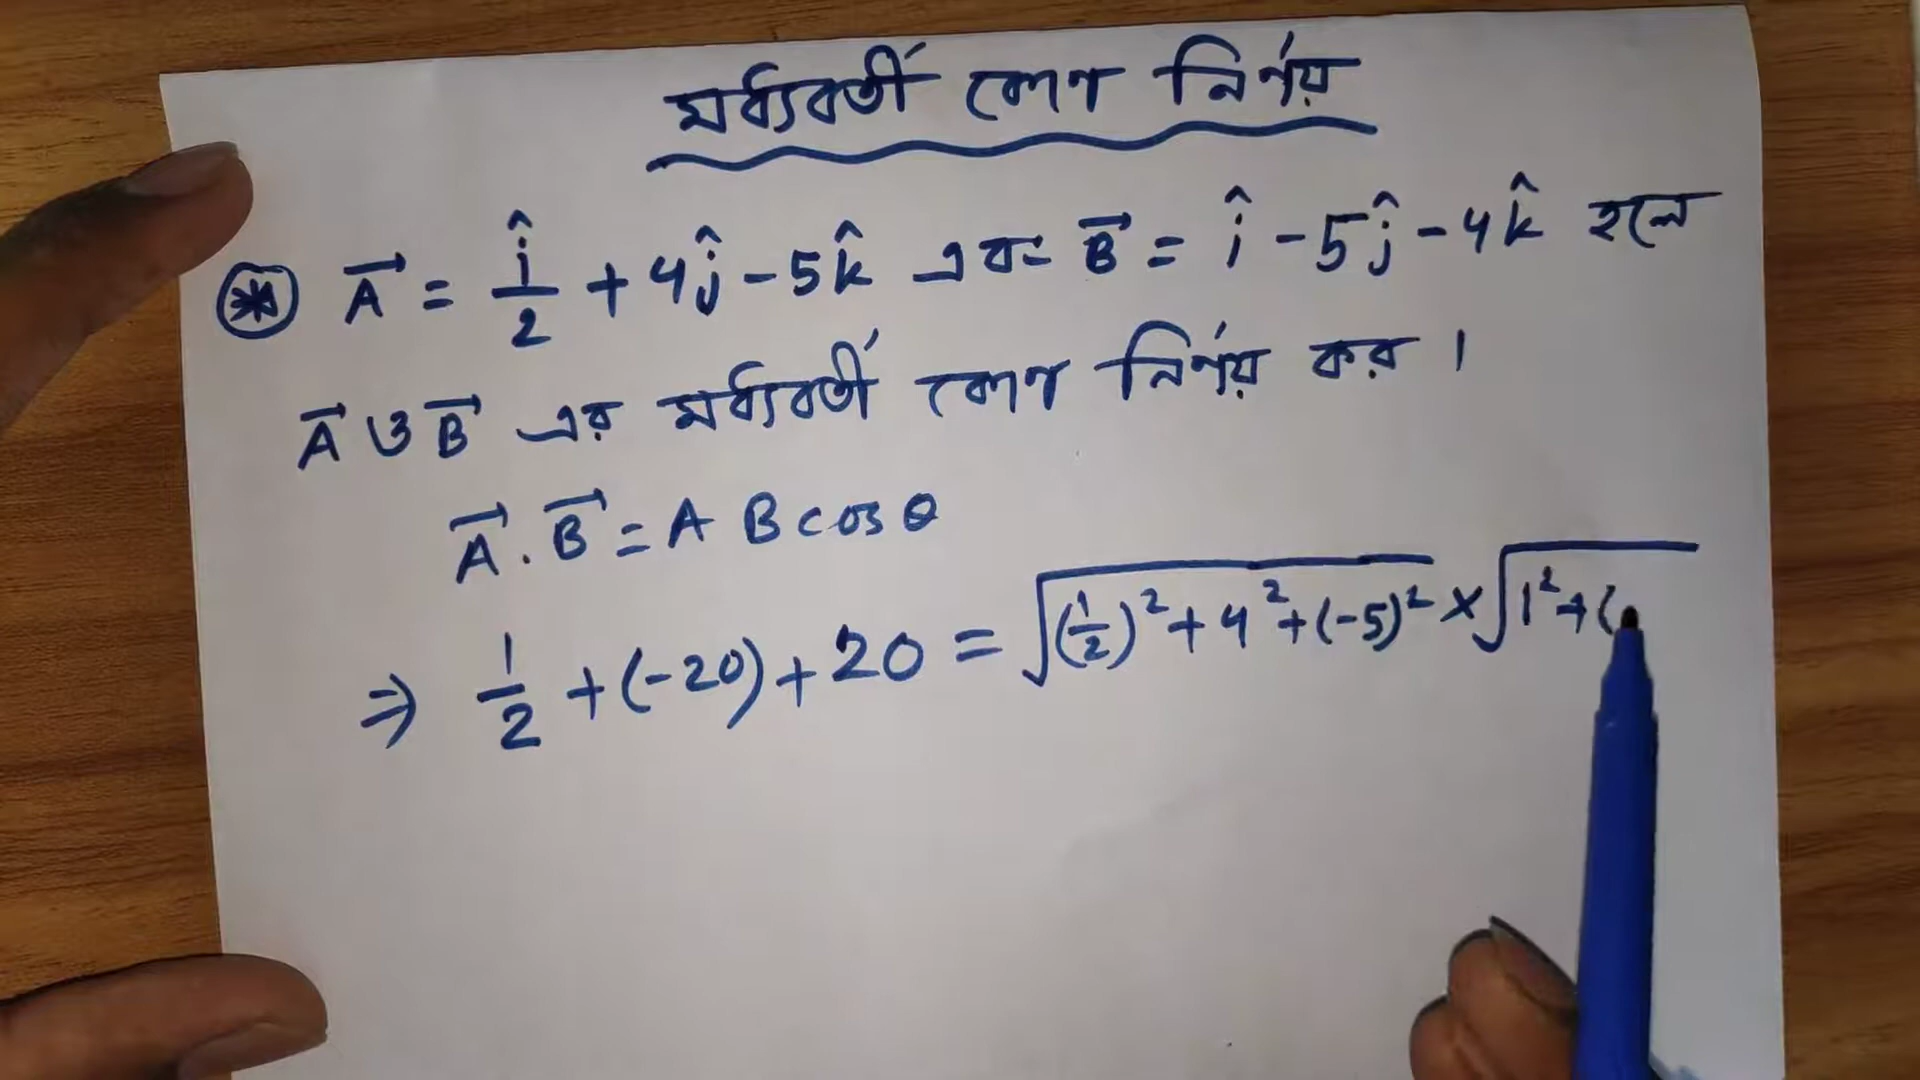 মধ্যবর্তী কোণ নির্ণয়
⊛ A⃗ = î/2 + 4ĵ - 5k̂ এবং B⃗ = î - 5ĵ - 4k̂ হলে
A⃗ ও B⃗ এর মধ্যবর্তী কোণ নির্ণয় কর।
A⃗ . B⃗ = A B cos θ
⇒ 1/2 + (-20) + 20 = √((1/2)² + 4² + (-5)²) × √(1² + (